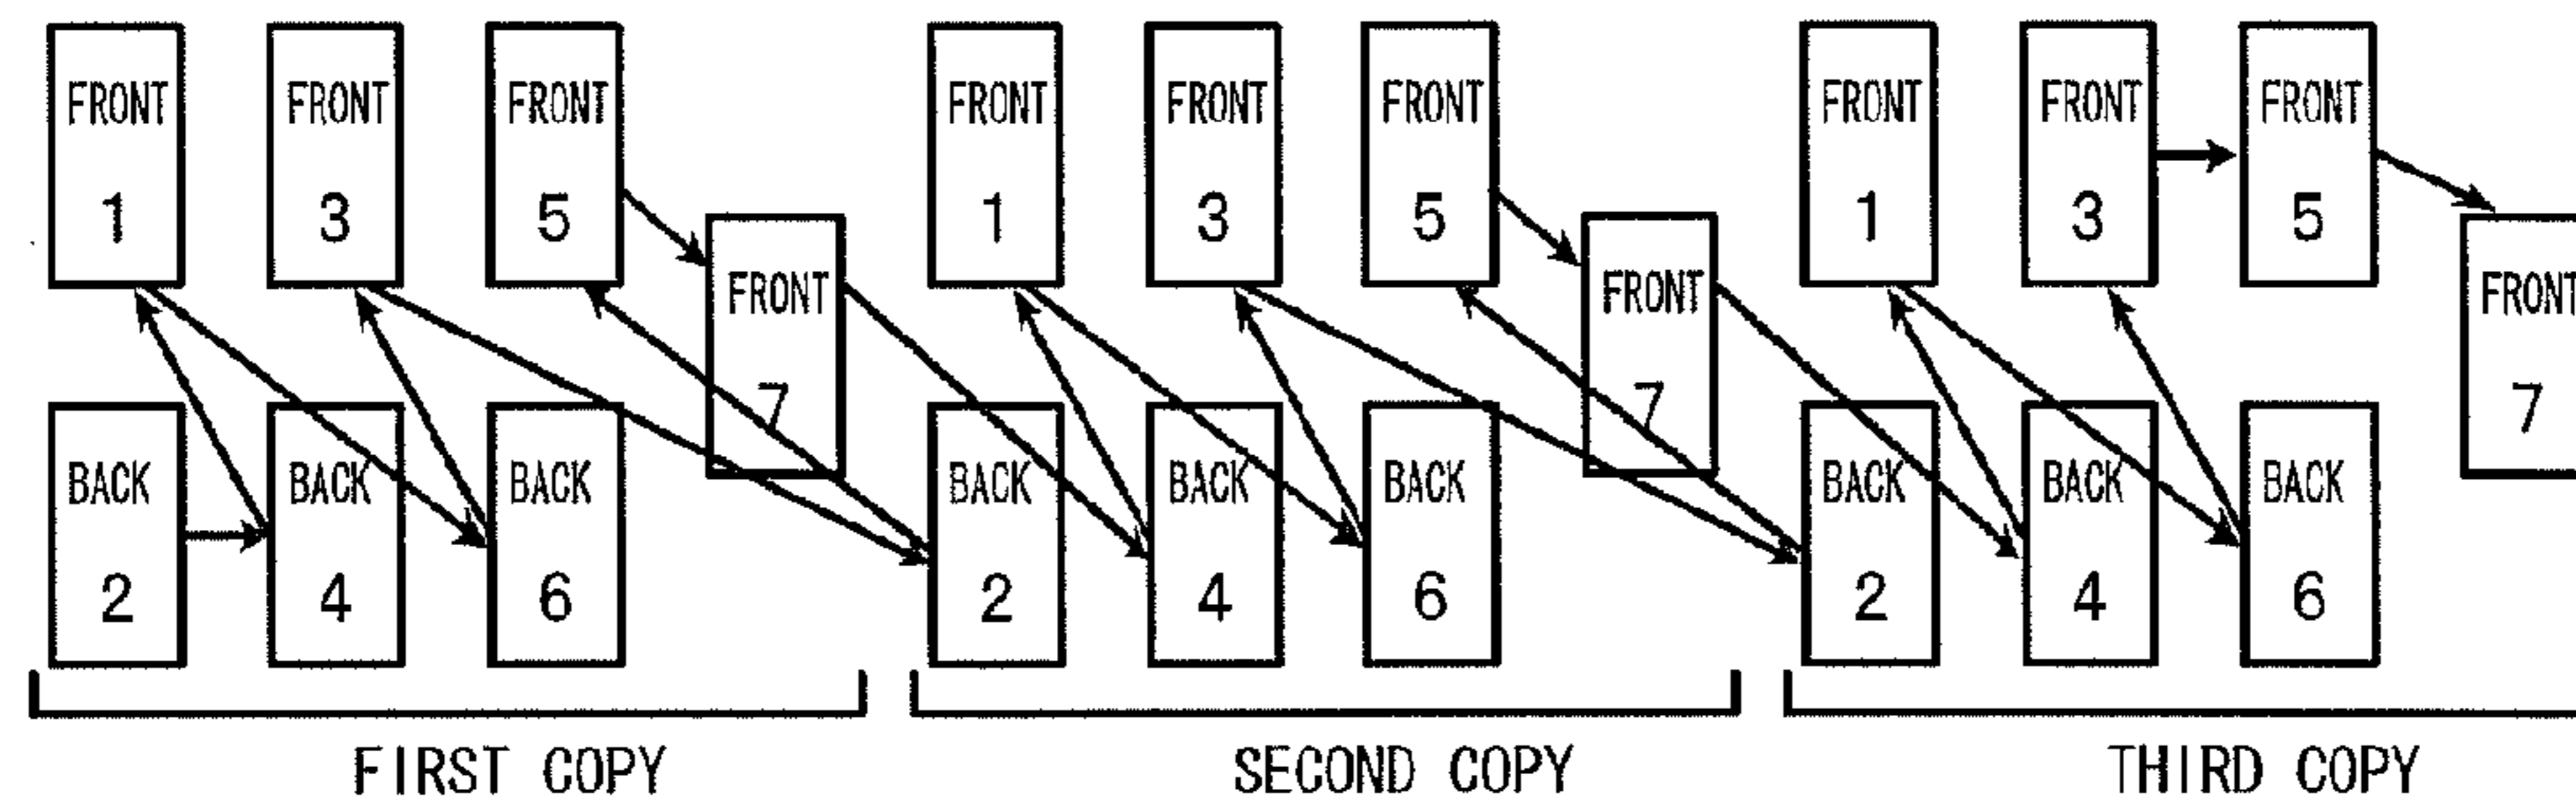 FRONT FRONT FRONT FRONT FRONT FRONT FRONT FRONT FRONT
1 3 5 1 3 5 1 3 5
FRONT FRONT FRONT
7 7 7
BACK BACK BACK BACK BACK BACK BACK BACK BACK
2 4 6 2 4 6 2 4 6
FIRST COPY SECOND COPY THIRD COPY